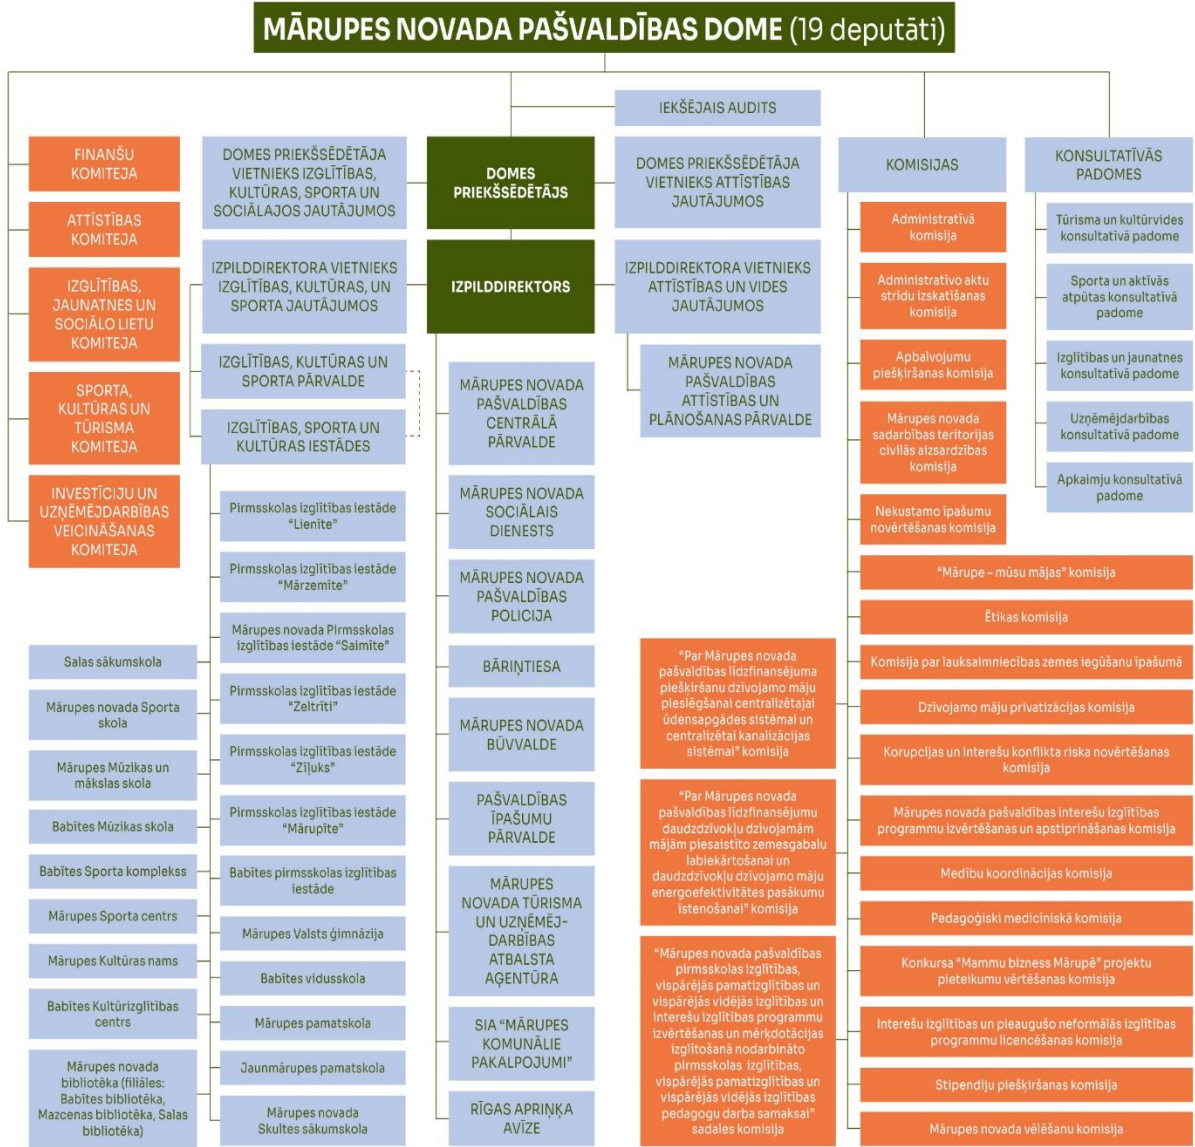 MĀRUPES NOVADA PAŠVALDĪBAS DOME (19 deputāti)
FINANŠU
KOMITEJA
ATTĪSTĪBAS
KOMITEJA
IZGLĪTĪBAS,
JAUNATNES UN
SOCIĀLO LIETU
KOMITEJA
SPORTA,
KULTŪRAS UN
TŪRISMA
KOMITEJA
INVESTĪCIJU UN
UZŅĒMĒJDARBĪBAS
VEICINĀŠANAS
KOMITEJA
DOMES PRIEKŠSĒDĒTĀJA
VIETNIEKS IZGLĪTĪBAS,
KULTŪRAS, SPORTA UN
SOCIĀLAJOS JAUTĀJUMOS
IZPILDDIREKTORA VIETNIEKS
IZGLĪTĪBAS, KULTŪRAS, UN
SPORTA JAUTĀJUMOS
IZGLĪTĪBAS, KULTŪRAS UN
SPORTA PĀRVALDE
IZGLĪTĪBAS, SPORTA UN
KULTŪRAS IESTĀDES
Pirmsskolas izglītības iestāde
“Lienīte”
Pirmsskolas izglītības iestāde
“Mārzemīte”
Mārupes novada Pirmsskolas
izglītības iestāde “Saimīte”
Pirmsskolas izglītības iestāde
“Zeltrīti”
Pirmsskolas izglītības iestāde
“Zīļuks”
Pirmsskolas izglītības iestāde
“Mārupīte”
Babītes pirmsskolas izglītības
iestāde
Mārupes Valsts ģimnāzija
Babītes vidusskola
Mārupes pamatskola
Jaunmārupes pamatskola
Mārupes novada
Skultes sākumskola
Salas sākumskola
Mārupes novada Sporta
skola
Mārupes Mūzikas un
mākslas skola
Babītes Mūzikas skola
Babītes Sporta komplekss
Mārupes Sporta centrs
Mārupes Kultūras nams
Babītes Kultūrizglītības
centrs
Mārupes novada
bibliotēka (filiāles:
Babītes bibliotēka,
Mazcenas bibliotēka, Salas
bibliotēka)
DOMES
PRIEKŠSĒDĒTĀJS
IZPILDDIREKTORS
MĀRUPES NOVADA
PAŠVALDĪBAS
CENTRĀLĀ
PĀRVALDE
MĀRUPES NOVADA
SOCIĀLAIS
DIENESTS
MĀRUPES NOVADA
PAŠVALDĪBAS
POLICIJA
BĀRIŅTIESA
MĀRUPES NOVADA
BŪVVALDE
PAŠVALDĪBAS
ĪPAŠUMU
PĀRVALDE
MĀRUPES
NOVADA TŪRISMA
UN UZŅĒMĒJ-
DARBĪBAS
ATBALSTA
AĢENTŪRA
SIA “MĀRUPES
KOMUNĀLIE
PAKALPOJUMI”
RĪGAS APRIŅĶA
AVĪZE
IEKŠĒJAIS AUDITS
DOMES PRIEKŠSĒDĒTĀJA
VIETNIEKS ATTĪSTĪBAS
JAUTĀJUMOS
IZPILDDIREKTORA VIETNIEKS
ATTĪSTĪBAS UN VIDES
JAUTĀJUMOS
MĀRUPES NOVADA
PAŠVALDĪBAS
ATTĪSTĪBAS UN
PLĀNOŠANAS PĀRVALDE
KOMISIJAS
Administratīvā
komisija
Administratīvo aktu
strīdu izskatīšanas
komisija
Apbalvojumu
piešķiršanas komisija
Mārupes novada
sadarbības teritorijas
civilās aizsardzības
komisija
Nekustamo īpašumu
novērtēšanas komisija
“Mārupe – mūsu mājas” komisija
Ētikas komisija
Komisija par lauksaimniecības zemes iegūšanu īpašumā
Dzīvojamo māju privatizācijas komisija
Korupcijas un interešu konflikta riska novērtēšanas
komisija
Mārupes novada pašvaldības interešu izglītības
programmu izvērtēšanas un apstiprināšanas komisija
Medību koordinācijas komisija
Pedagoģiski medicīniskā komisija
Konkursa “Mammu bizness Mārupē” projektu
pieteikumu vērtēšanas komisija
Interešu izglītības un pieaugušo neformālās izglītības
programmu licencēšanas komisija
Stipendiju piešķiršanas komisija
Mārupes novada vēlēšanu komisija
“Par Mārupes novada
pašvaldības līdzfinansējuma
piešķiršanu dzīvojamo māju
pieslēgšanai centralizētajai
ūdensapgādes sistēmai un
centralizētai kanalizācijas
sistēmai” komisija
“Par Mārupes novada
pašvaldības līdzfinansējumu
daudzdzīvokļu dzīvojamām
mājām piesaistīto zemesgabalu
labiekārtošanai un
daudzdzīvokļu dzīvojamo māju
energoefektivitātes pasākumu
īstenošanai” komisija
“Mārupes novada pašvaldības
pirmsskolas izglītības,
vispārējās pamatizglītības un
vispārējās vidējās izglītības un
interešu izglītības programmu
izvērtēšanas un mērķdotācijas
izglītošanā nodarbināto
pirmsskolas izglītības,
vispārējās pamatizglītības un
vispārējās vidējās izglītības
pedagogu darba samaksai”
sadales komisija
KONSULTATĪVĀS
PADOMES
Tūrisma un kultūrvides
konsultatīvā padome
Sporta un aktīvās
atpūtas konsultatīvā
padome
Izglītības un jaunatnes
konsultatīvā padome
Uzņēmējdarbības
konsultatīvā padome
Apkaimju konsultatīvā
padome